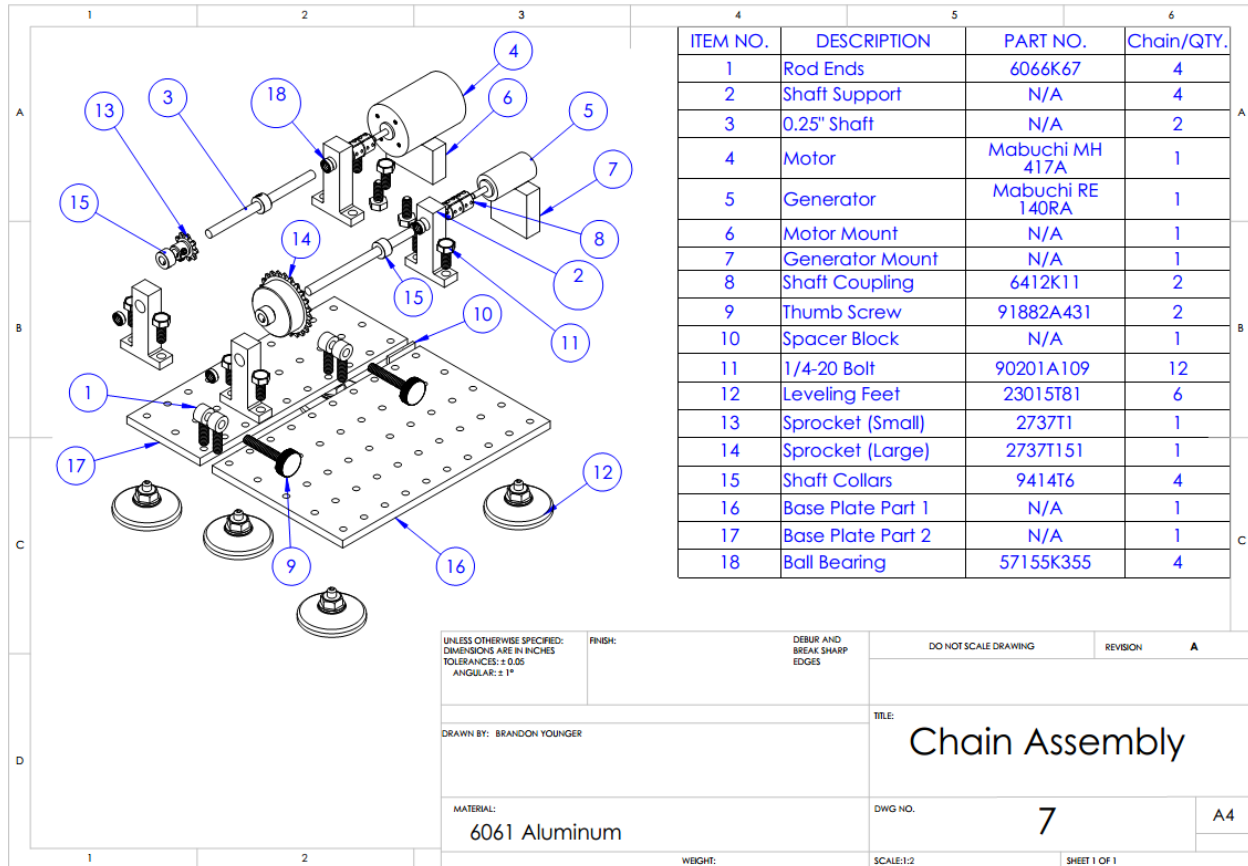 1 2 3 4 5 6
A
B
C
D
A
B
C
13 3 18 4 6 5 7
15 14 8
15 2
10 11
1
17 12
9 16
ITEM NO. DESCRIPTION PART NO. Chain/QTY.
1 Rod Ends 6066K67 4
2 Shaft Support N/A 4
3 0.25" Shaft N/A 2
4 Motor Mabuchi MH 417A 1
5 Generator Mabuchi RE 140RA 1
6 Motor Mount N/A 1
7 Generator Mount N/A 1
8 Shaft Coupling 6412K11 2
9 Thumb Screw 91882A431 2
10 Spacer Block N/A 1
11 1/4-20 Bolt 90201A109 12
12 Leveling Feet 23015T81 6
13 Sprocket (Small) 2737T1 1
14 Sprocket (Large) 2737T151 1
15 Shaft Collars 9414T6 4
16 Base Plate Part 1 N/A 1
17 Base Plate Part 2 N/A 1
18 Ball Bearing 57155K355 4
UNLESS OTHERWISE SPECIFIED:
DIMENSIONS ARE IN INCHES
TOLERANCES: ± 0.05
ANGULAR: ± 1°
FINISH:
DEBUR AND
BREAK SHARP
EDGES
DO NOT SCALE DRAWING
REVISION A
DRAWN BY: BRANDON YOUNGER
TITLE:
Chain Assembly
MATERIAL:
6061 Aluminum
DWG NO.
7
A4
WEIGHT:
SCALE:1:2
SHEET 1 OF 1
1 2